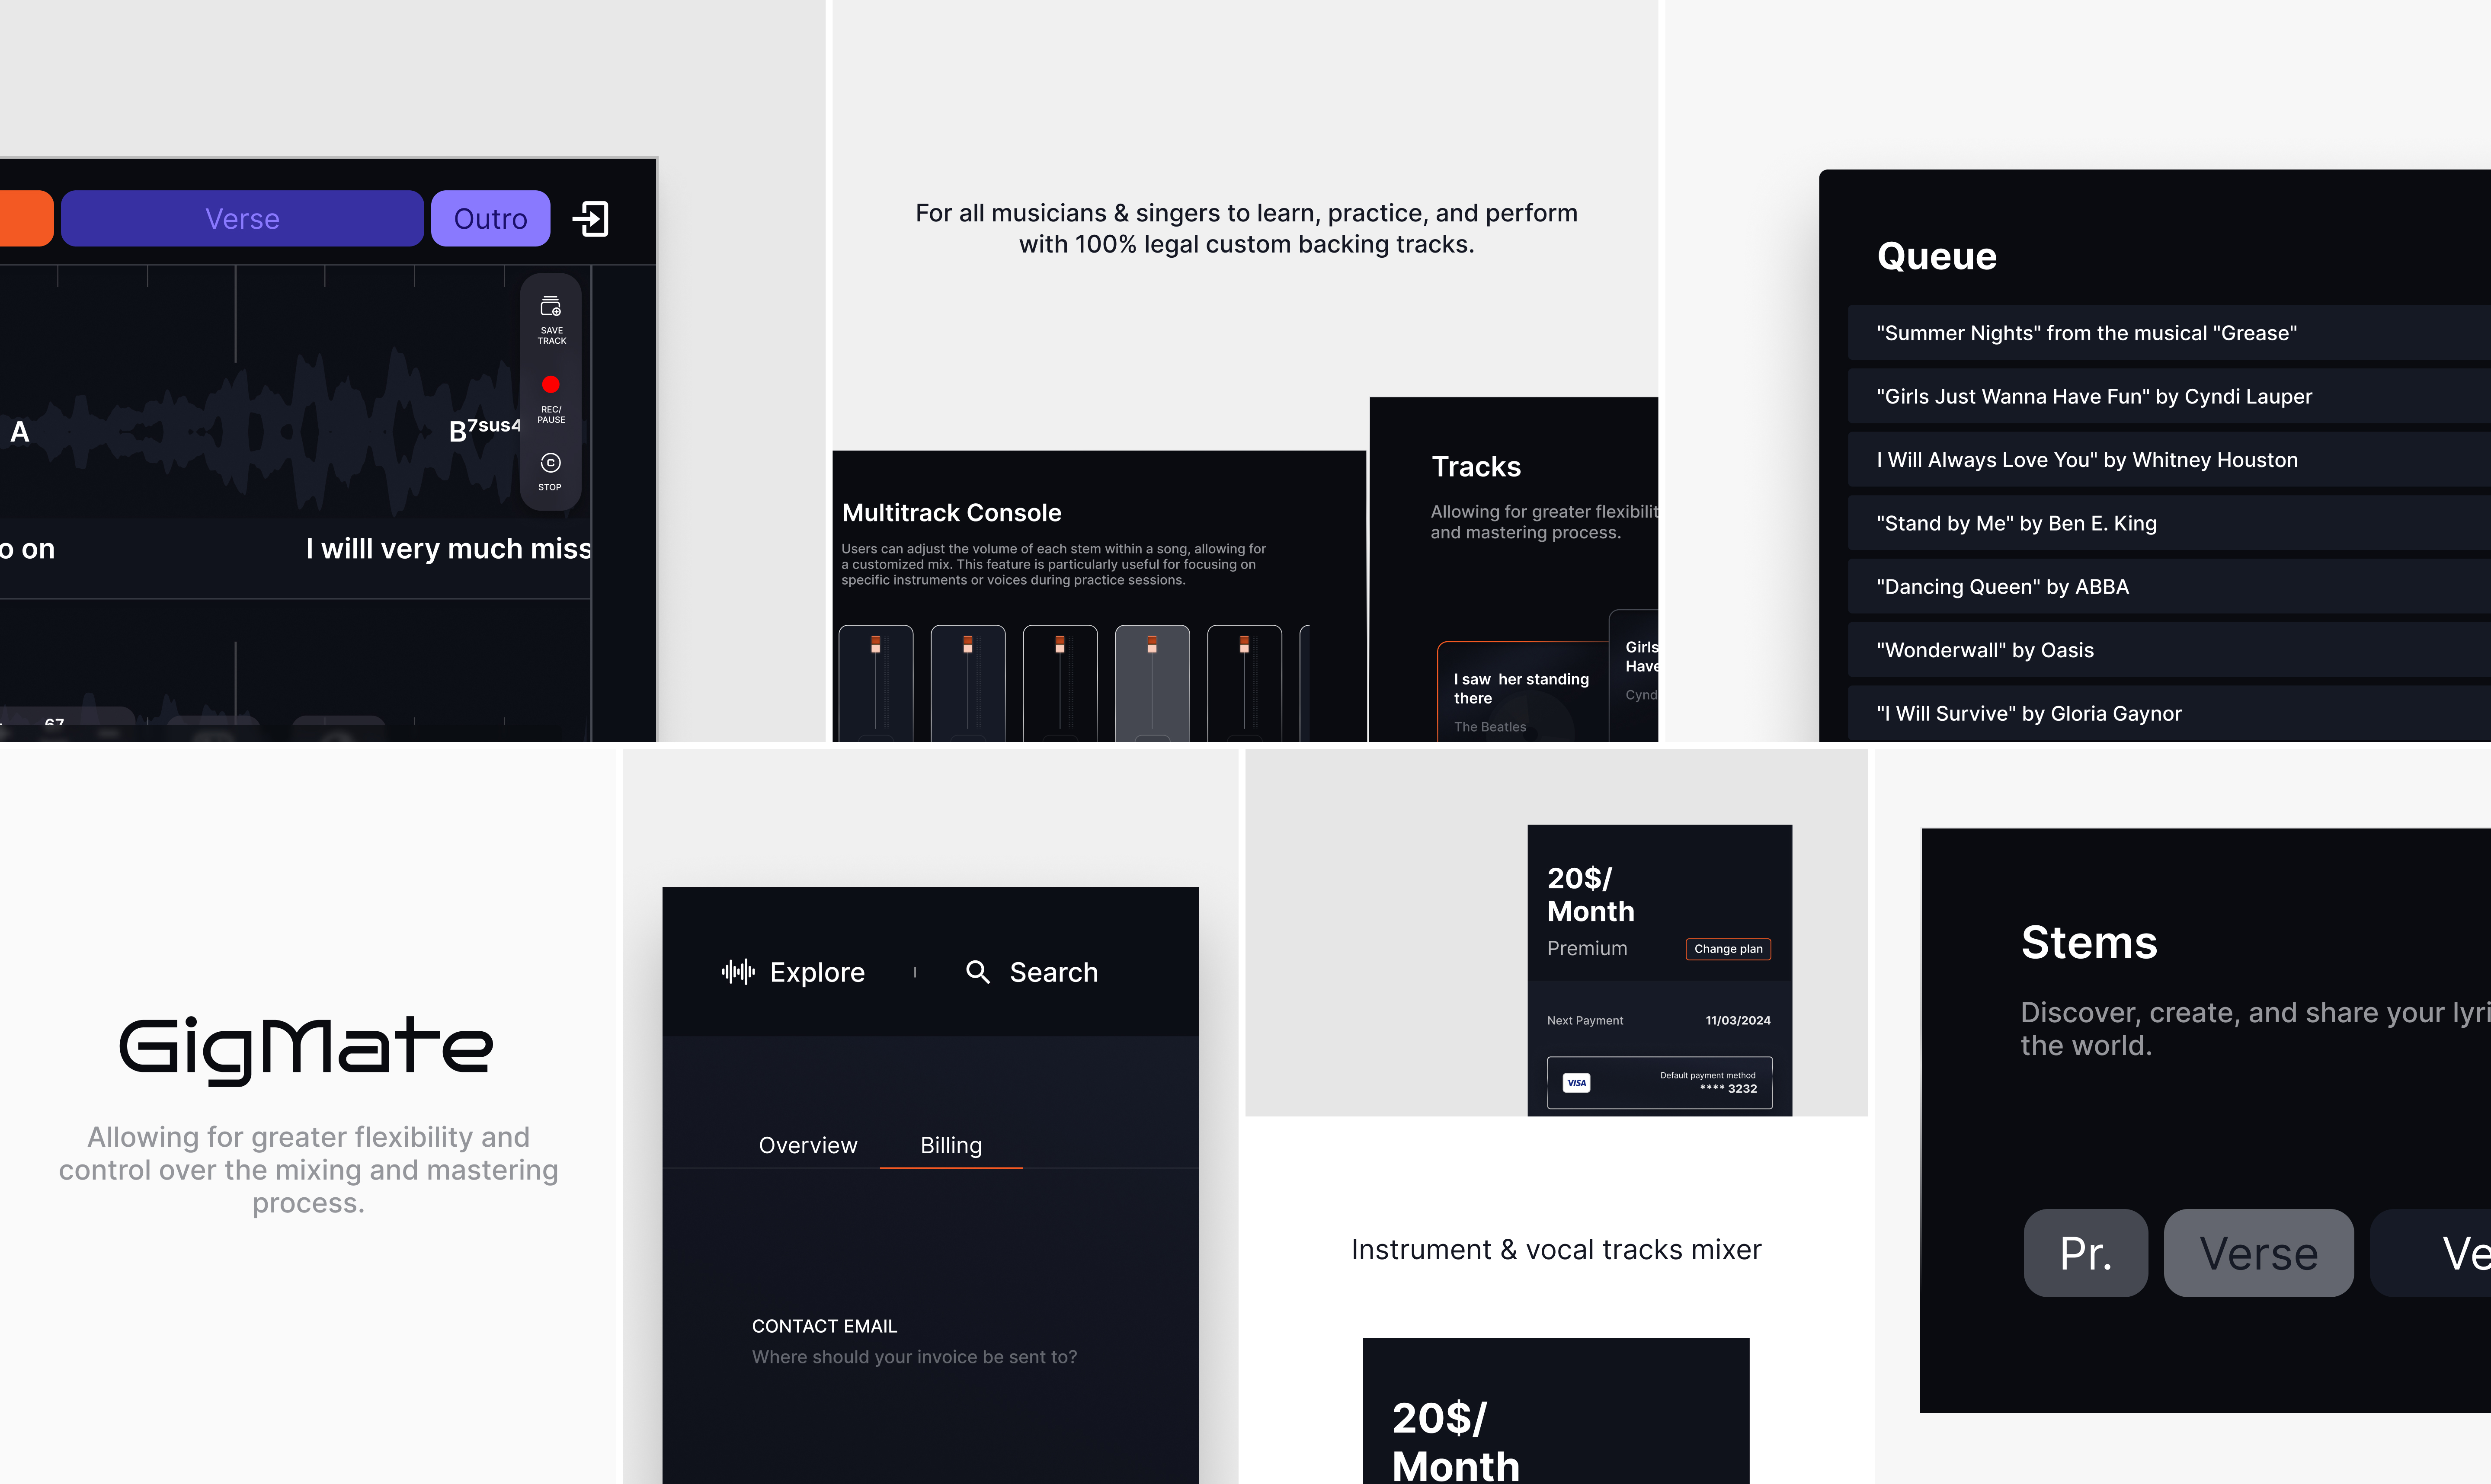 Verse
Outro
SAVE
TRACK
REC/
PAUSE
STOP
A
B7sus4
o on
I willl very much miss
67
For all musicians & singers to learn, practice, and perform
with 100% legal custom backing tracks.
Multitrack Console
Users can adjust the volume of each stem within a song, allowing for
a customized mix. This feature is particularly useful for focusing on
specific instruments or voices during practice sessions.
Tracks
Allowing for greater flexibilit
and mastering process.
I saw her standing
there
The Beatles
Girls
Have
Cynd
Queue
"Summer Nights" from the musical "Grease"
"Girls Just Wanna Have Fun" by Cyndi Lauper
I Will Always Love You" by Whitney Houston
"Stand by Me" by Ben E. King
"Dancing Queen" by ABBA
"Wonderwall" by Oasis
"I Will Survive" by Gloria Gaynor
GigMate
Allowing for greater flexibility and
control over the mixing and mastering
process.
Explore
Search
Overview
Billing
CONTACT EMAIL
Where should your invoice be sent to?
20$/
Month
Premium
Change plan
Next Payment
11/03/2024
VISA
Default payment method
**** 3232
Instrument & vocal tracks mixer
20$/
Month
Stems
Discover, create, and share your lyri
the world.
Pr.
Verse
Ve